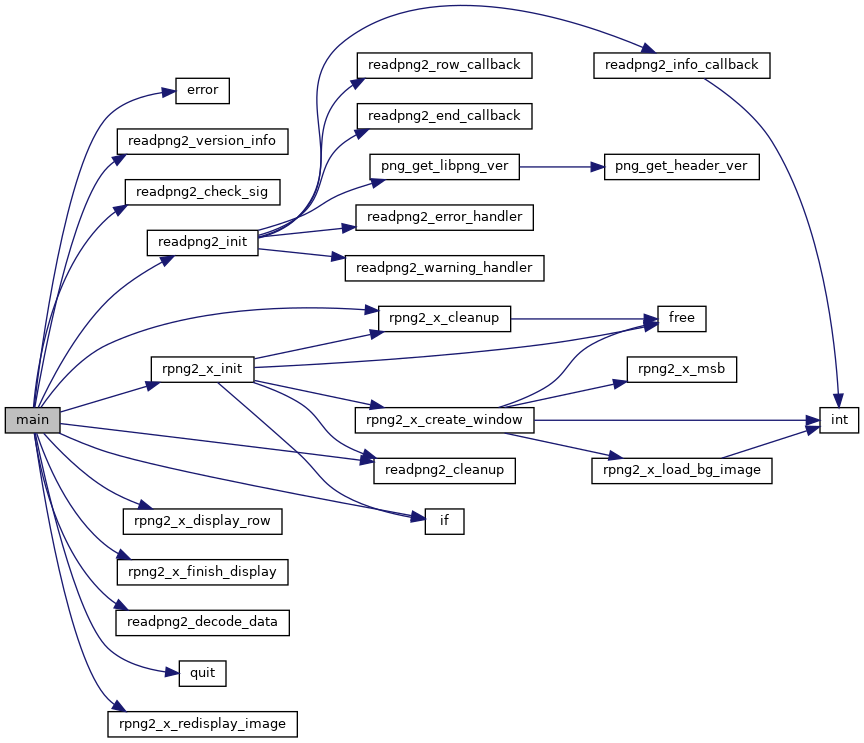 readpng2_row_callback
readpng2_info_callback
error
readpng2_end_callback
readpng2_version_info
png_get_libpng_ver
png_get_header_ver
readpng2_check_sig
readpng2_error_handler
readpng2_init
readpng2_warning_handler
rpng2_x_cleanup
free
rpng2_x_init
rpng2_x_msb
main
rpng2_x_create_window
int
readpng2_cleanup
rpng2_x_load_bg_image
rpng2_x_display_row
if
rpng2_x_finish_display
readpng2_decode_data
quit
rpng2_x_redisplay_image